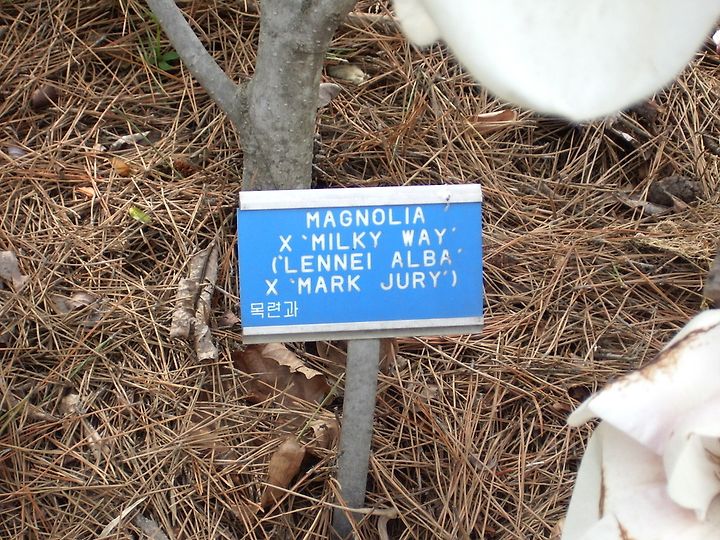 MAGNOLIA
X 'MILKY WAY'
('LENNEI ALBA'
X 'MARK JURY')
목련과